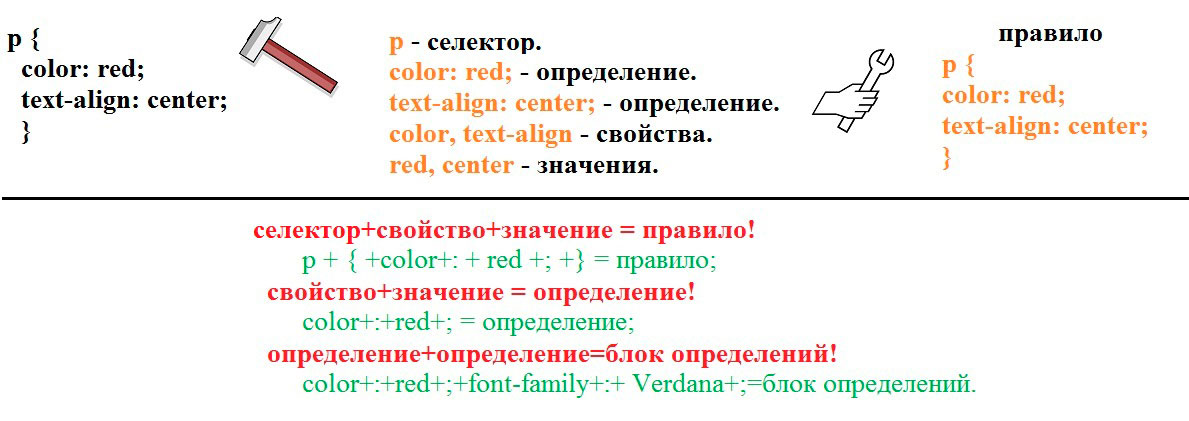 p {
color: red;
text-align: center;
}
p - селектор.
color: red; - определение.
text-align: center; - определение.
color, text-align - свойства.
red, center - значения.
правило
p {
color: red;
text-align: center;
}
селектор+свойство+значение = правило!
p + { +color+: + red +; +} = правило;
свойство+значение = определение!
color+:+red+; = определение;
определение+определение=блок определений!
color+:+red+;+font-family+:+ Verdana+;=блок определений.